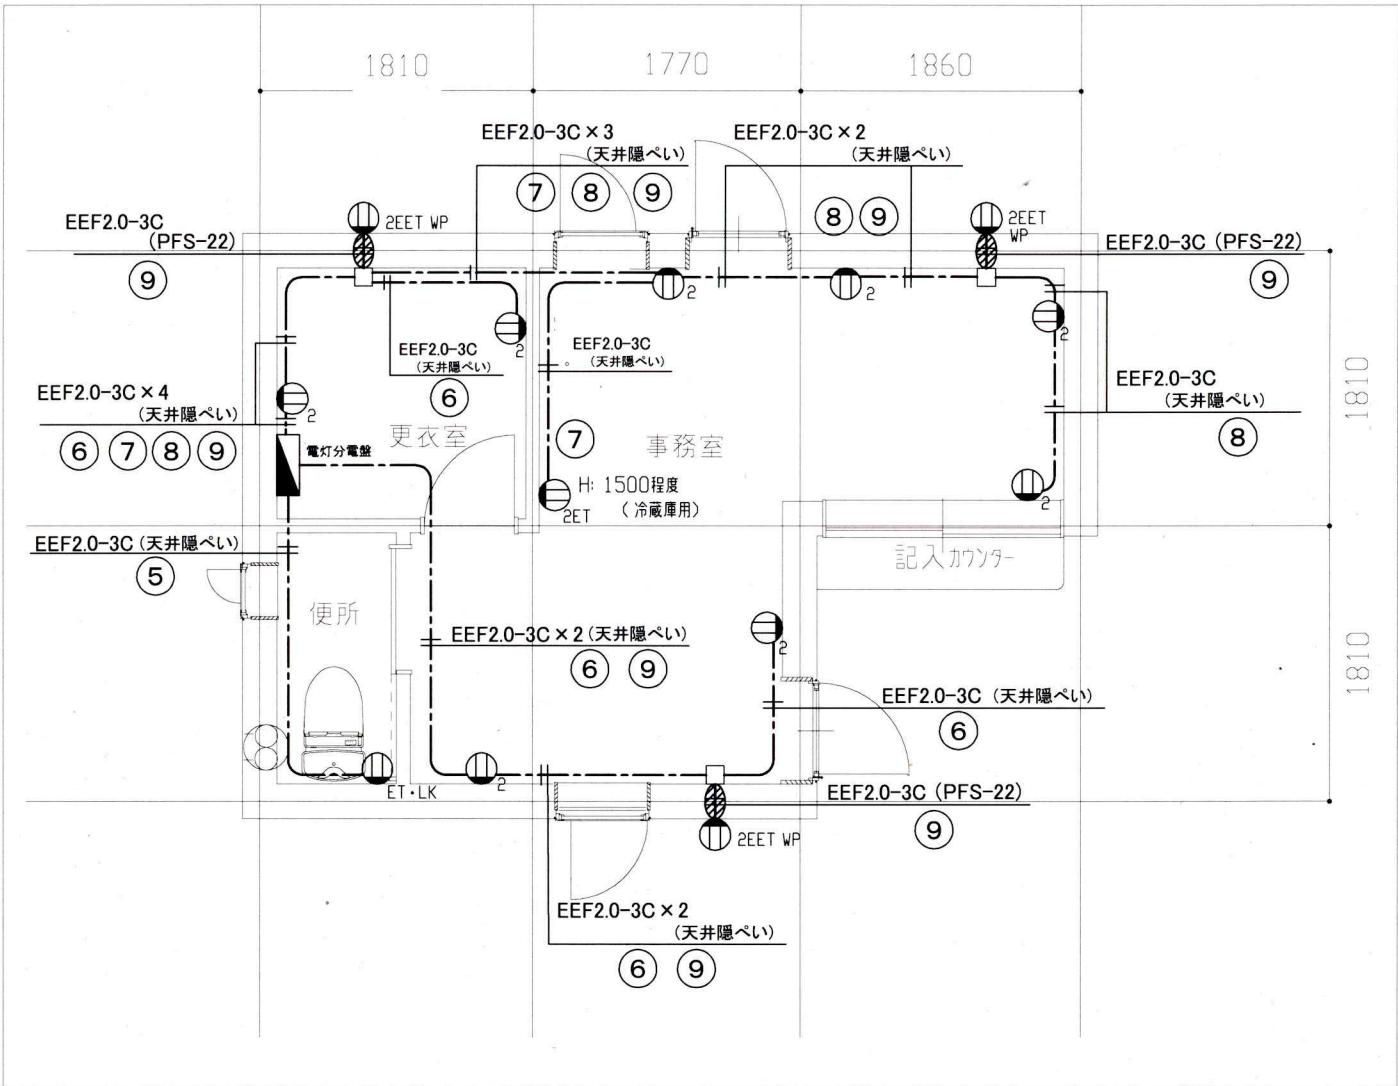 1810
1770
1860
EEF2.0-3C×3
(天井隠ぺい)
⑦ ⑧ ⑨
EEF2.0-3C×2
(天井隠ぺい)
⑧ ⑨
EEF2.0-3C
(PFS-22)
⑨
2EET WP
2EET
WP
EEF2.0-3C (PFS-22)
⑨
2
2
2
2
EEF2.0-3C
(天井隠ぺい)
⑥
EEF2.0-3C
(天井隠ぺい)
⑦
EEF2.0-3C
(天井隠ぺい)
⑧
1810
EEF2.0-3C×4
(天井隠ぺい)
⑥ ⑦ ⑧ ⑨
2
電灯分電盤
更衣室
事務室
H: 1500程度
(冷蔵庫用)
2ET
2
EEF2.0-3C (天井隠ぺい)
⑤
記入カウンター
便所
EEF2.0-3C×2 (天井隠ぺい)
⑥ ⑨
2
1810
EEF2.0-3C (天井隠ぺい)
⑥
ET・LK
2
EEF2.0-3C (PFS-22)
⑨
2EET WP
EEF2.0-3C×2
(天井隠ぺい)
⑥ ⑨